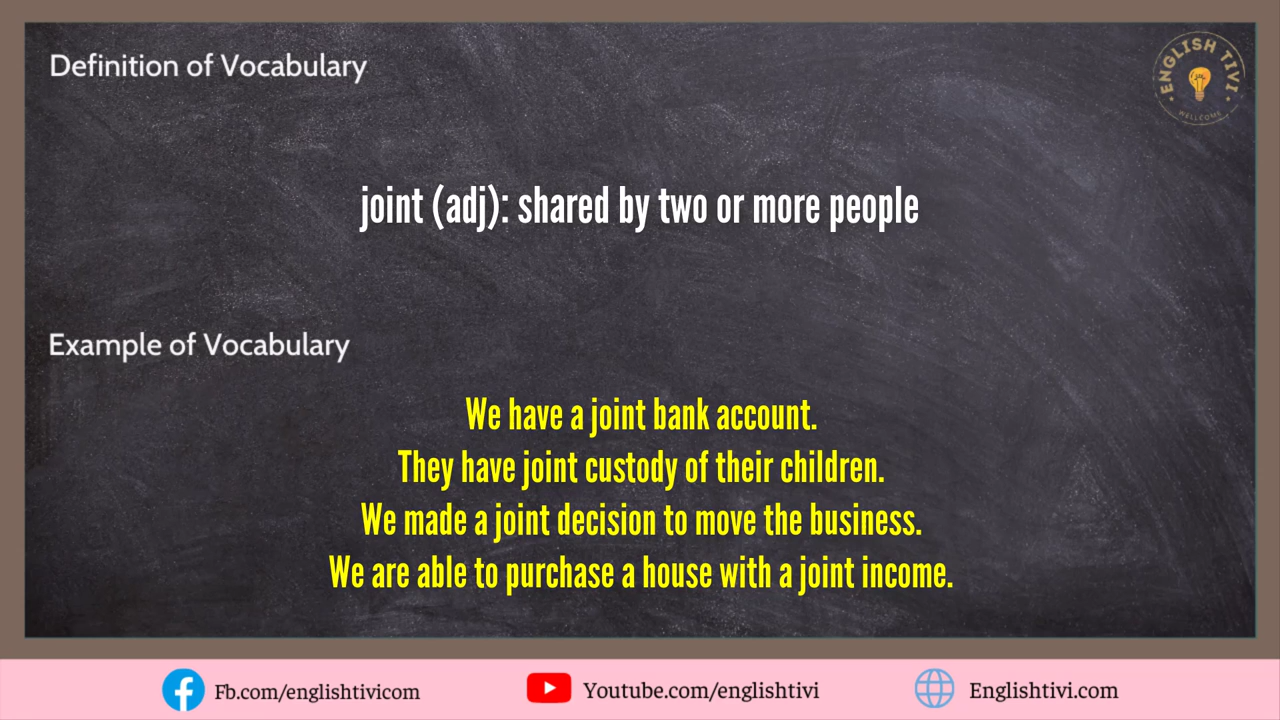 Definition of Vocabulary
ENGLISH TIVI
WELLCOME
joint (adj): shared by two or more people
Example of Vocabulary
We have a joint bank account.
They have joint custody of their children.
We made a joint decision to move the business.
We are able to purchase a house with a joint income.
Fb.com/englishtivicom
Youtube.com/englishtivi
Englishtivi.com